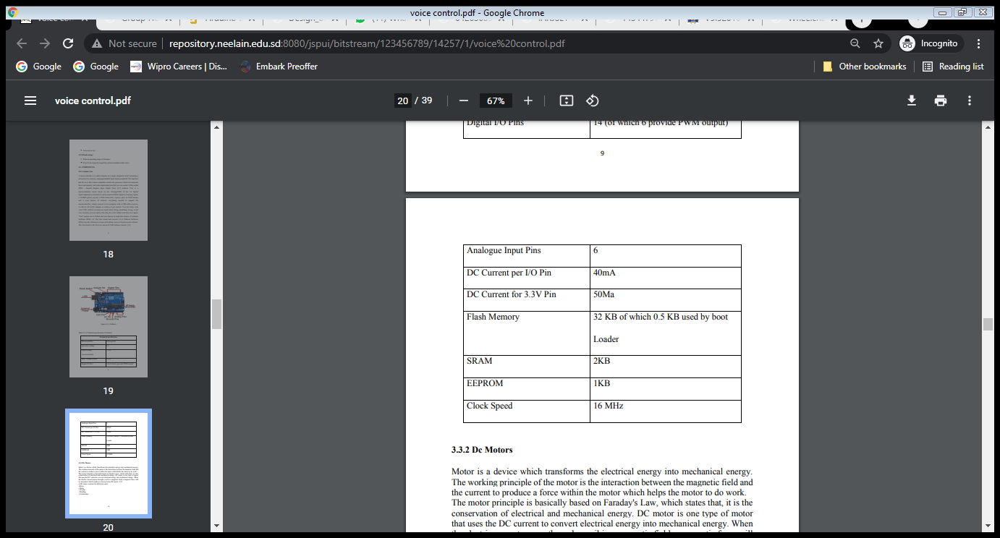 voice control.pdf - Google Chrome
Not secure repository.neelain.edu.sd:8080/jspui/bitstream/123456789/14257/1/voice%20control.pdf Incognito
Google Google Wipro Careers | Dis... Embark Preoffer Other bookmarks Reading list
voice control.pdf 20 / 39 67%
18
19
20
Digital I/O Pins 14 (of which 6 provide PWM output)
9
Analogue Input Pins 6
DC Current per I/O Pin 40mA
DC Current for 3.3V Pin 50Ma
Flash Memory 32 KB of which 0.5 KB used by boot
Loader
SRAM 2KB
EEPROM 1KB
Clock Speed 16 MHz
3.3.2 Dc Motors
Motor is a device which transforms the electrical energy into mechanical energy.
The working principle of the motor is the interaction between the magnetic field and
the current to produce a force within the motor which helps the motor to do work.
The motor principle is basically based on Faraday's Law, which states that, it is the
conservation of electrical and mechanical energy. DC motor is one type of motor
that uses the DC current to convert electrical energy into mechanical energy. When